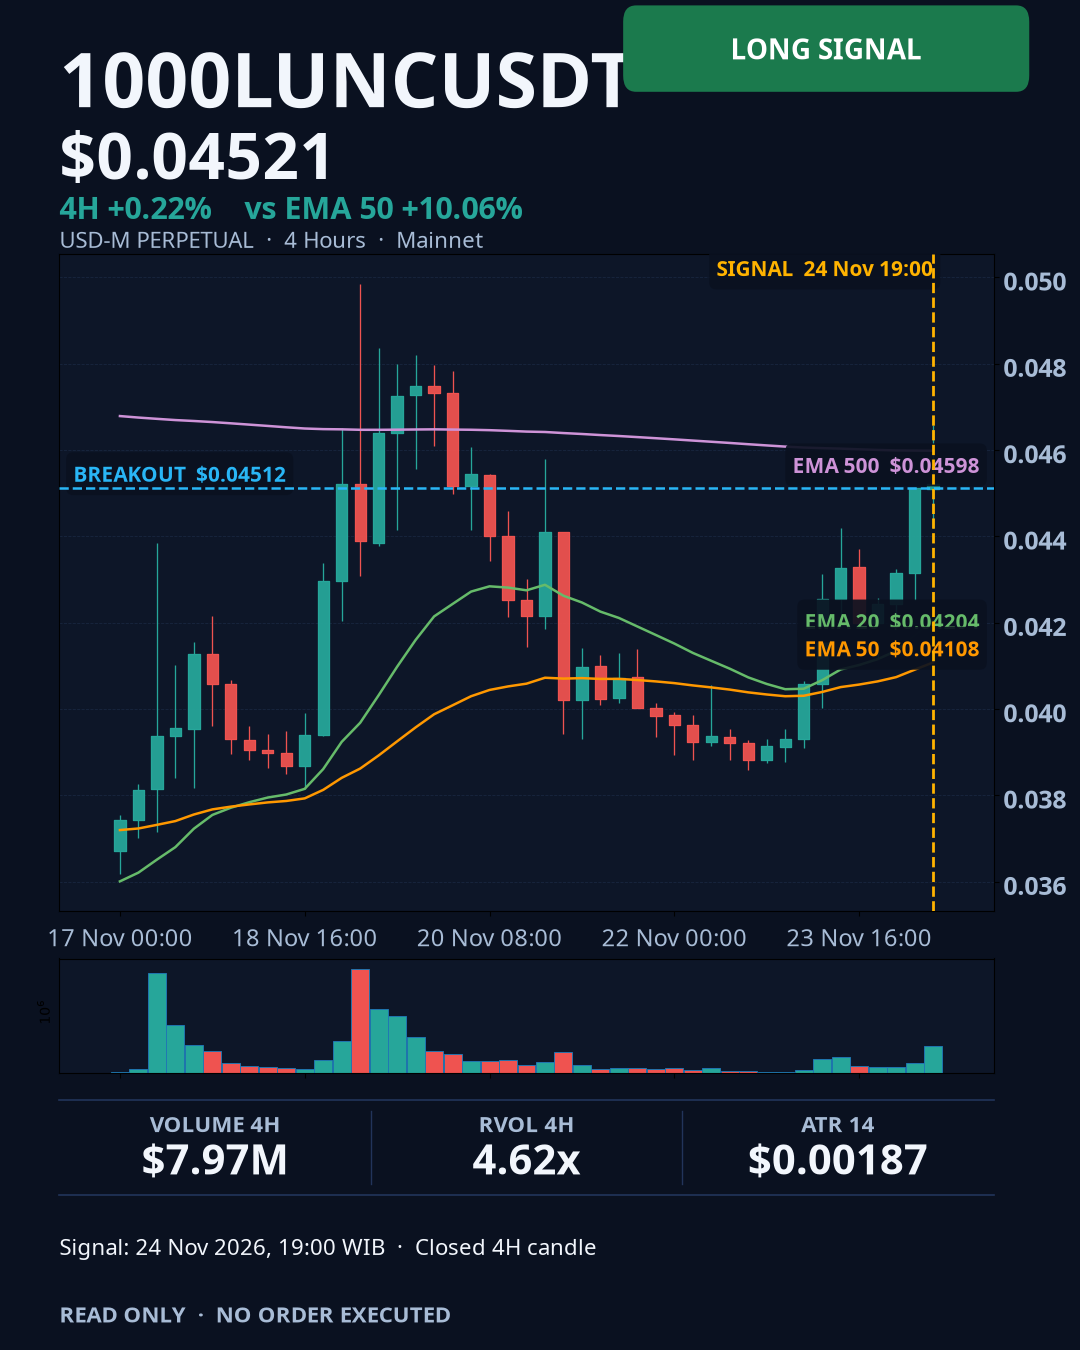 LONG SIGNAL
1000LUNCUSDT
$0.04521
4H +0.22% vs EMA 50 +10.06%
USD-M PERPETUAL · 4 Hours · Mainnet
SIGNAL 24 Nov 19:00
0.050
0.048
0.046
EMA 500 $0.04598
BREAKOUT $0.04512
0.044
0.042
EMA 20 $0.04204
EMA 50 $0.04108
0.040
0.038
0.036
17 Nov 00:00 18 Nov 16:00 20 Nov 08:00 22 Nov 00:00 23 Nov 16:00
10⁶
VOLUME 4H RVOL 4H ATR 14
$7.97M 4.62x $0.00187
Signal: 24 Nov 2026, 19:00 WIB · Closed 4H candle
READ ONLY · NO ORDER EXECUTED